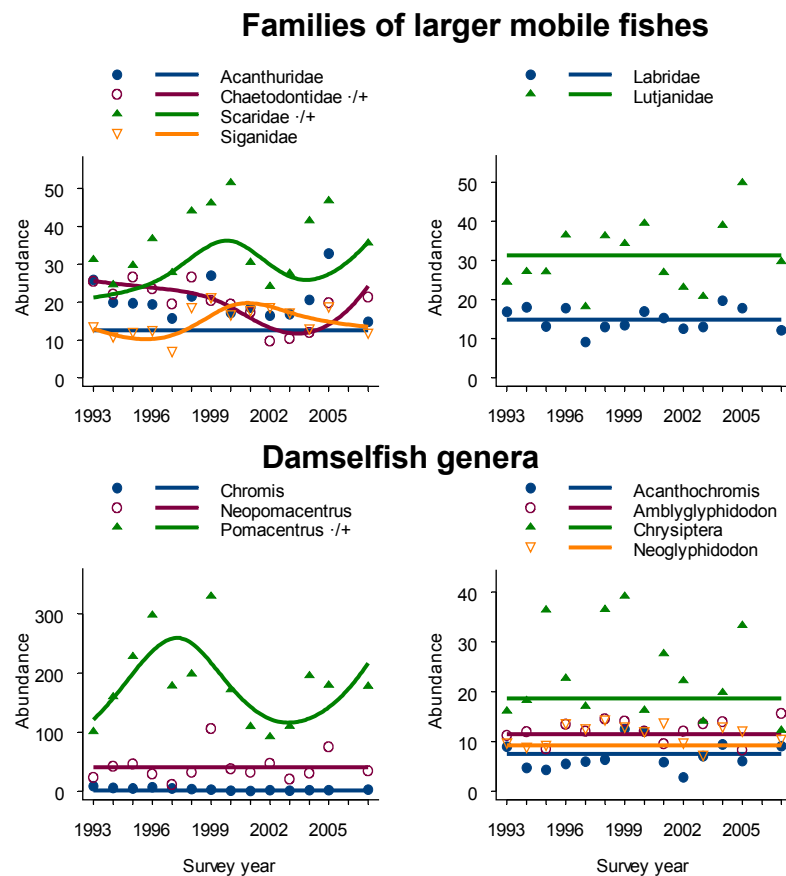 Families of larger mobile fishes
Acanthuridae
Chaetodontidae ·/+
Scaridae ·/+
Siganidae
Labridae
Lutjanidae
50
40
30
20
10
0
Abundance
1993 1996 1999 2002 2005
50
40
30
20
10
0
Abundance
1993 1996 1999 2002 2005
Damselfish genera
Chromis
Neopomacentrus
Pomacentrus ·/+
Acanthochromis
Amblyglyphidodon
Chrysiptera
Neoglyphidodon
300
200
100
0
Abundance
1993 1996 1999 2002 2005
Survey year
40
30
20
10
0
Abundance
1993 1996 1999 2002 2005
Survey year